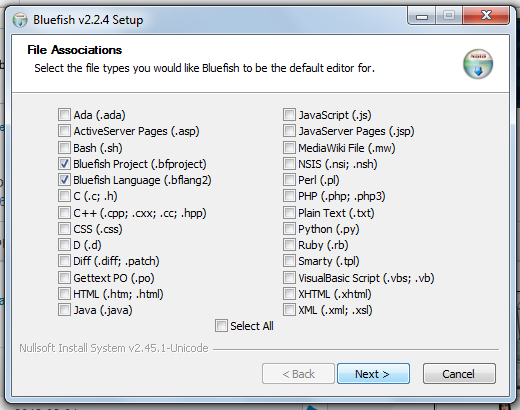 Bluefish v2.2.4 Setup
File Associations
Select the file types you would like Bluefish to be the default editor for.
Ada (.ada)
ActiveServer Pages (.asp)
Bash (.sh)
Bluefish Project (.bfproject)
Bluefish Language (.bflang2)
C (.c; .h)
C++ (.cpp; .cxx; .cc; .hpp)
CSS (.css)
D (.d)
Diff (.diff; .patch)
Gettext PO (.po)
HTML (.htm; .html)
Java (.java)
JavaScript (.js)
JavaServer Pages (.jsp)
MediaWiki File (.mw)
NSIS (.nsi; .nsh)
Perl (.pl)
PHP (.php; .php3)
Plain Text (.txt)
Python (.py)
Ruby (.rb)
Smarty (.tpl)
VisualBasic Script (.vbs; .vb)
XHTML (.xhtml)
XML (.xml; .xsl)
Select All
Nullsoft Install System v2.45.1-Unicode
< Back
Next >
Cancel